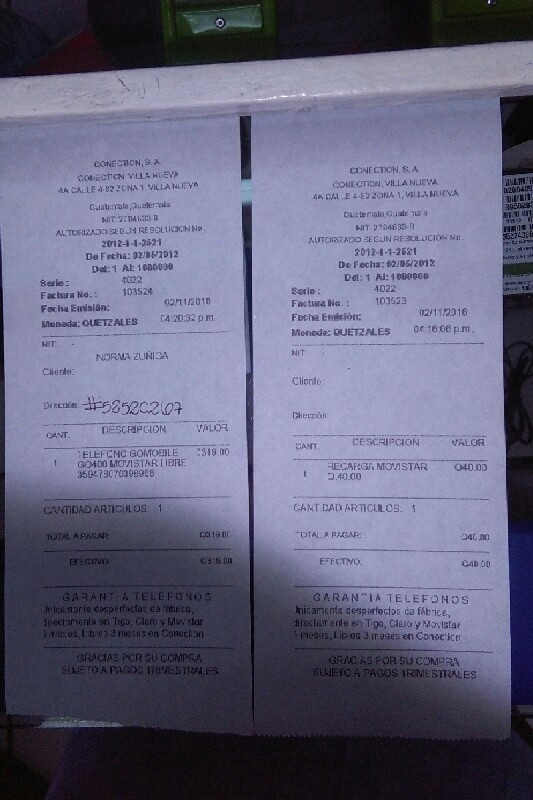 CONECTION, S.A.
CONECTION, VILLA NUEVA
4A CALLE 4-82 ZONA 1, VILLA NUEVA
Guatemala,Guatemala
NIT: 2794633-8
AUTORIZADO SEGUN RESOLUCION No.
2012-1-1-2521
De Fecha: 02/05/2012
Del: 1 Al: 1000000
Serie : 4022
Factura No. : 103524
Fecha Emisión: 02/11/2016
Moneda: QUETZALES 04:20:32 p.m.
NIT:
NORMA ZUÑIGA
Cliente:
Dirección: #58520267
CANT. DESCRIPCION VALOR
1 TELEFONO GOMOBILE Q319.00
GO400 MOVISTAR LIBRE
CANTIDAD ARTICULOS: 1
TOTAL A PAGAR: Q319.00
EFECTIVO: Q319.00
GARANTIA TELEFONOS
Unicamente desperfectos de fábrica,
directamente en Tigo, Claro y Movistar
meses, Libres 3 meses en Conection
GRACIAS POR SU COMPRA
SUJETO A PAGOS TRIMESTRALES
CONECTION, S.A.
CONECTION, VILLA NUEVA
4A CALLE 4-82 ZONA 1, VILLA NUEVA
Guatemala,Guatemala
NIT: 2794633-8
AUTORIZADO SEGUN RESOLUCION No.
2012-1-1-2521
De Fecha: 02/05/2012
Del: 1 Al: 1000000
Serie : 4022
Factura No. : 103523
Fecha Emisión: 02/11/2016
Moneda: QUETZALES 04:16:06 p.m.
NIT:
Cliente:
Dirección:
CANT. DESCRIPCION VALOR
1 RECARGA MOVISTAR Q40.00
Q.40.00
CANTIDAD ARTICULOS: 1
TOTAL A PAGAR: Q40.00
EFECTIVO: Q40.00
GARANTIA TELEFONOS
Unicamente desperfectos de fábrica,
directamente en Tigo, Claro y Movistar
meses, Libres 3 meses en Conection
GRACIAS POR SU COMPRA
SUJETO A PAGOS TRIMESTRALES